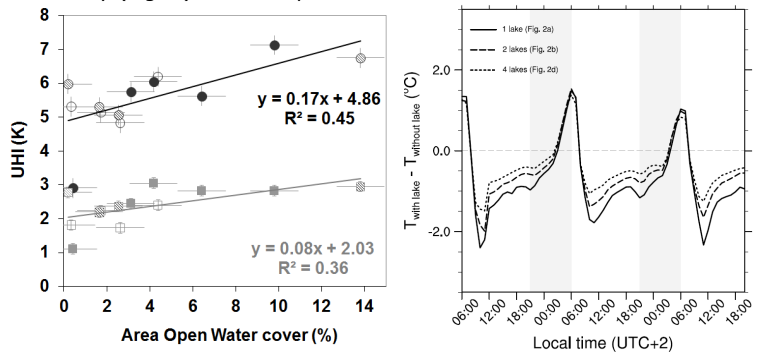 8
7
6
5
4
3
2
1
0
UHI (K)
y = 0.17x + 4.86
R² = 0.45
y = 0.08x + 2.03
R² = 0.36
0 2 4 6 8 10 12 14
Area Open Water cover (%)
1 lake (Fig. 2a)
2 lakes (Fig. 2b)
4 lakes (Fig. 2d)
2.0
0.0
-2.0
T with lake - T without lake (°C)
06:00 12:00 18:00 00:00 06:00 12:00 18:00 00:00 06:00 12:00 18:00
Local time (UTC+2)